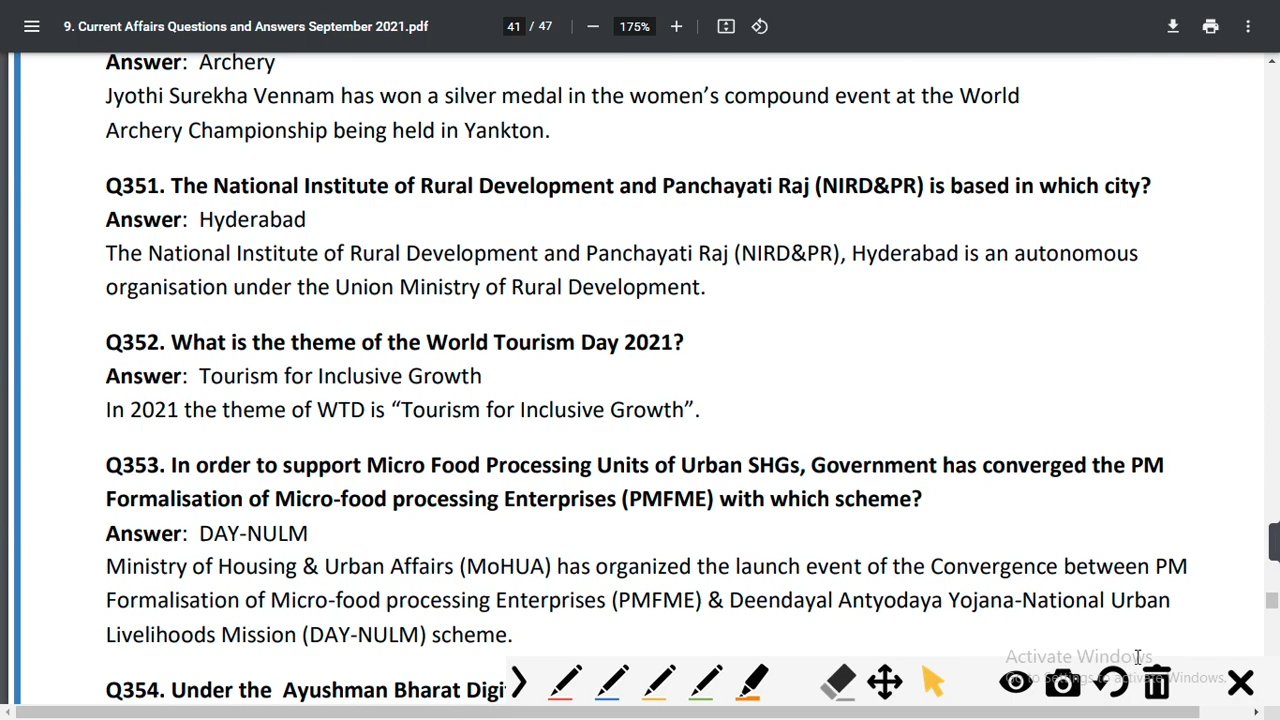 9. Current Affairs Questions and Answers September 2021.pdf
41 / 47
175%
Answer: Archery
Jyothi Surekha Vennam has won a silver medal in the women’s compound event at the World
Archery Championship being held in Yankton.
Q351. The National Institute of Rural Development and Panchayati Raj (NIRD&PR) is based in which city?
Answer: Hyderabad
The National Institute of Rural Development and Panchayati Raj (NIRD&PR), Hyderabad is an autonomous
organisation under the Union Ministry of Rural Development.
Q352. What is the theme of the World Tourism Day 2021?
Answer: Tourism for Inclusive Growth
In 2021 the theme of WTD is “Tourism for Inclusive Growth”.
Q353. In order to support Micro Food Processing Units of Urban SHGs, Government has converged the PM
Formalisation of Micro-food processing Enterprises (PMFME) with which scheme?
Answer: DAY-NULM
Ministry of Housing & Urban Affairs (MoHUA) has organized the launch event of the Convergence between PM
Formalisation of Micro-food processing Enterprises (PMFME) & Deendayal Antyodaya Yojana-National Urban
Livelihoods Mission (DAY-NULM) scheme.
Activate Windows
Go to Settings to activate Windows.
Q354. Under the Ayushman Bharat Digi